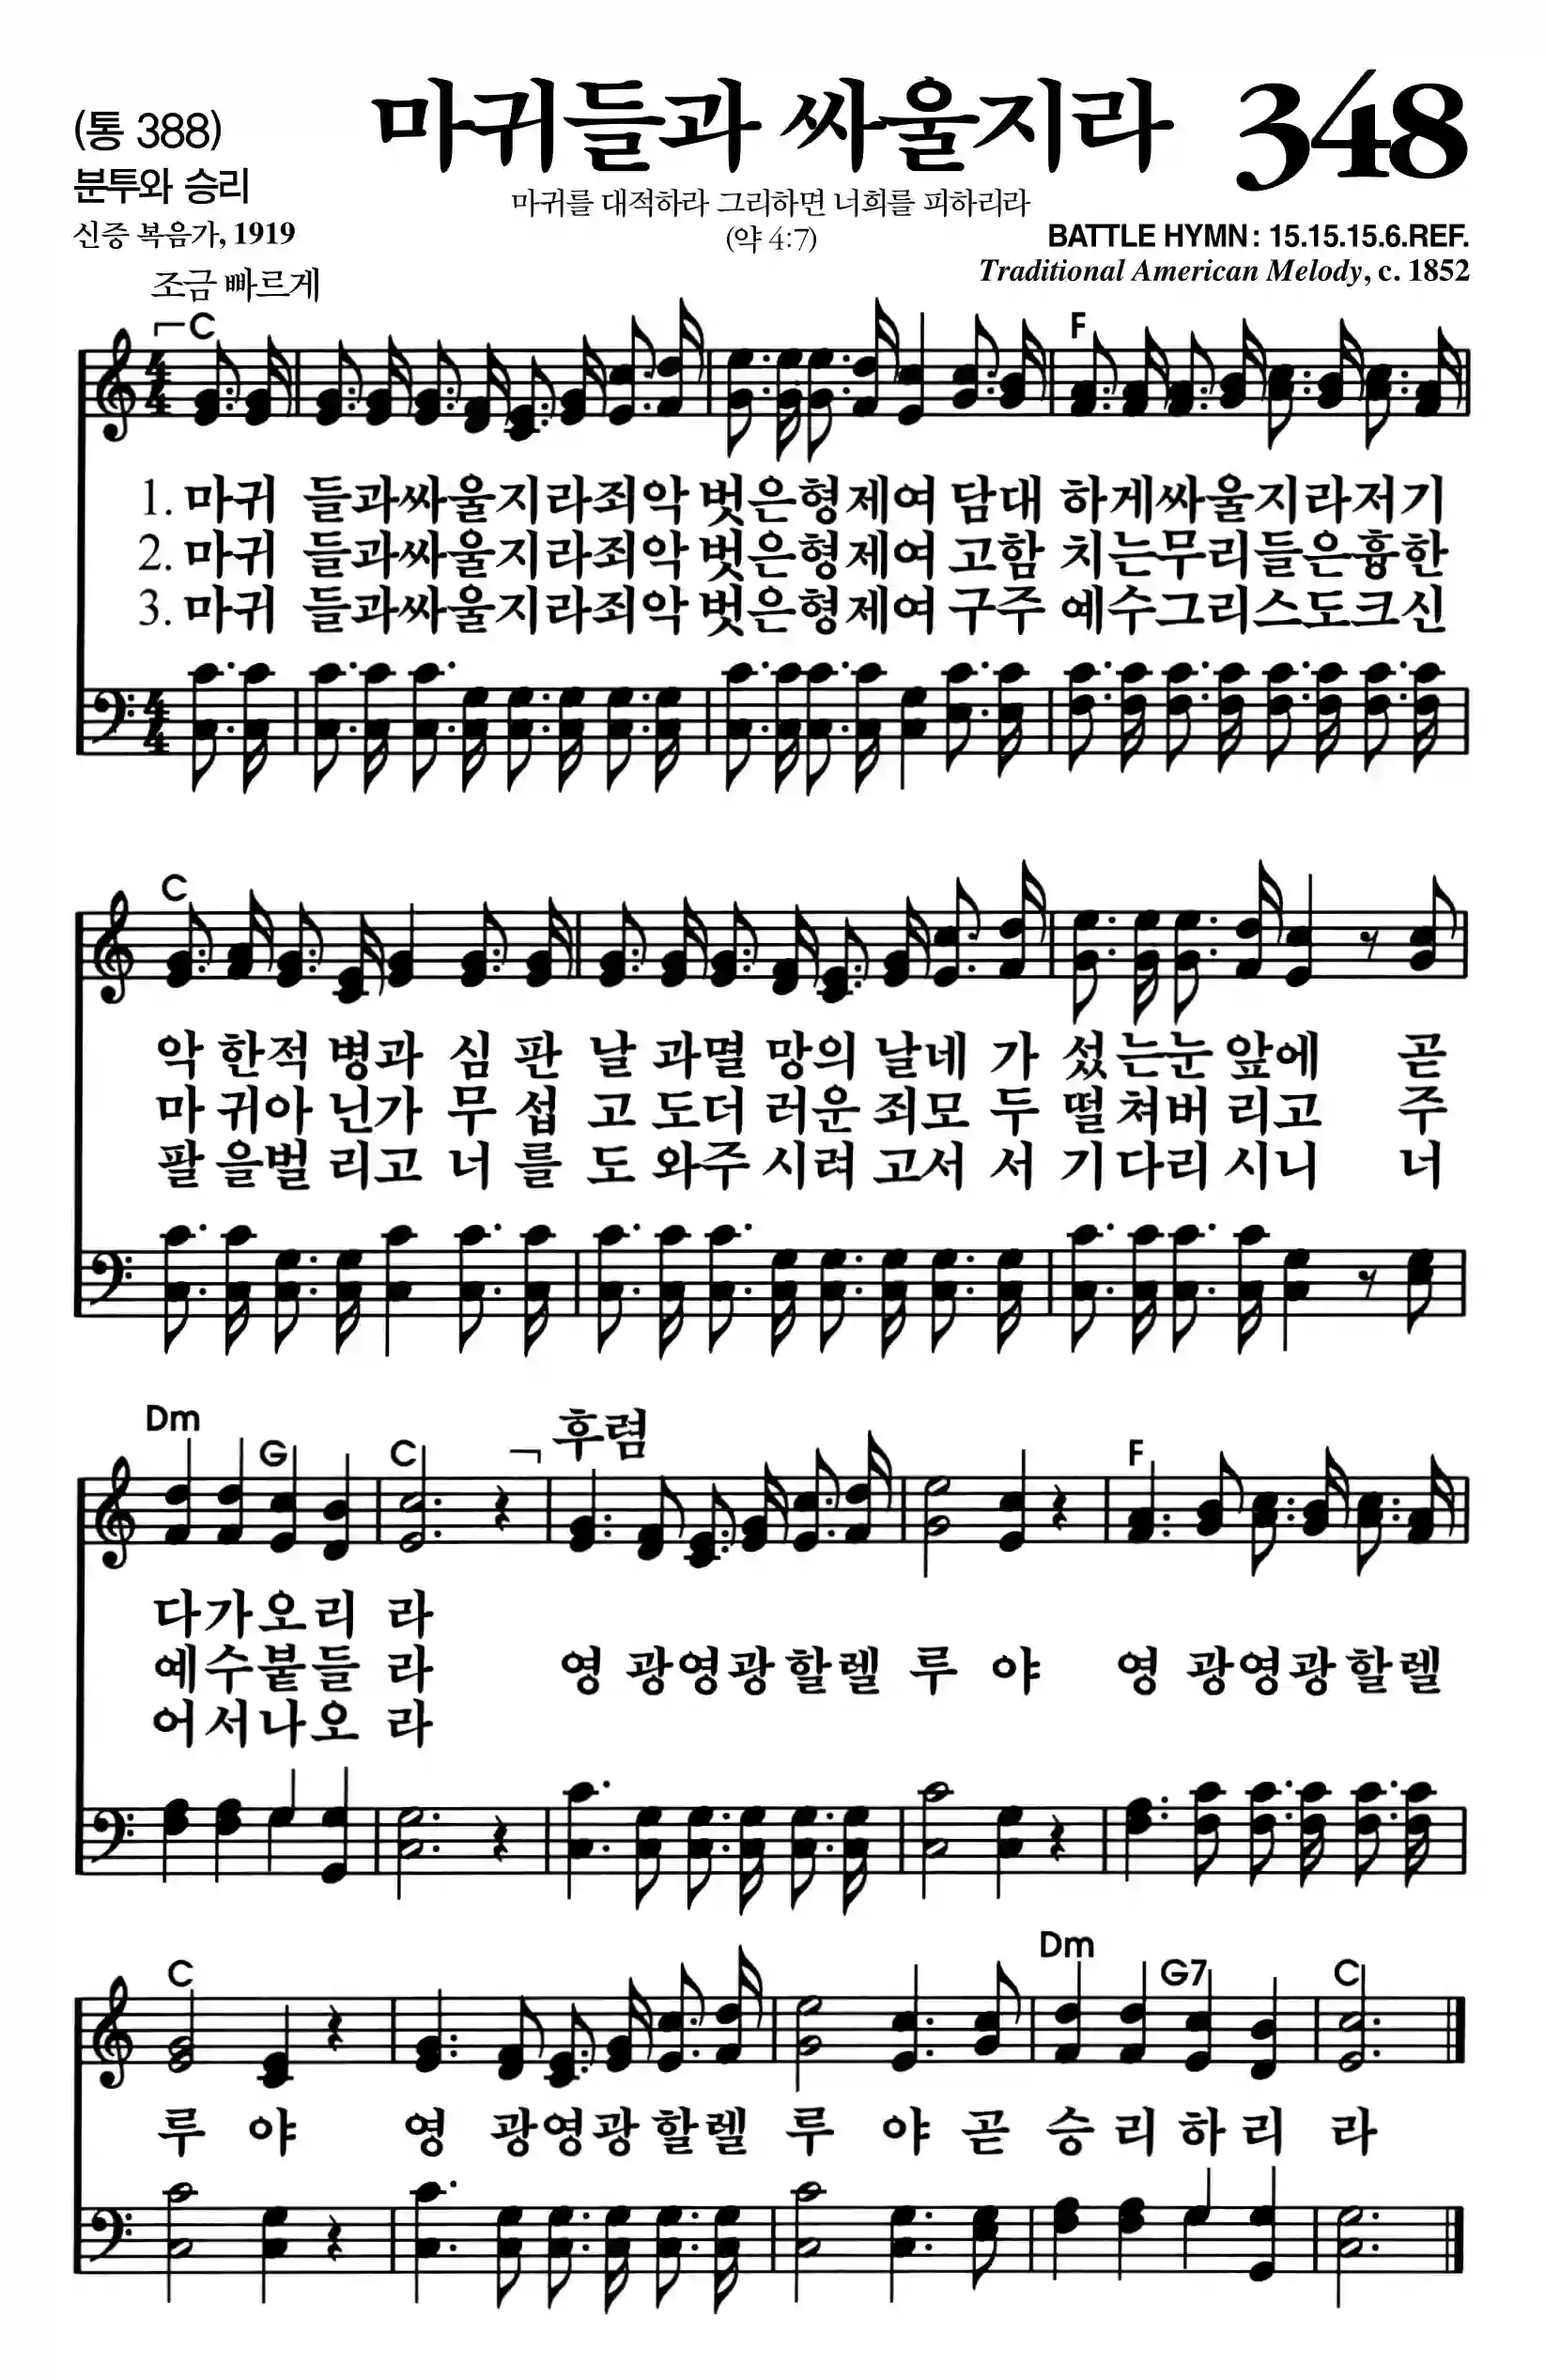 (통 388)
마귀들과 싸울지라 348
분투와 승리
마귀를 대적하라 그리하면 너희를 피하리라
신증 복음가, 1919
(약 4:7)
BATTLE HYMN : 15.15.15.6.REF.
Traditional American Melody, c. 1852
조금 빠르게
C F
1. 마귀 들과싸울지라죄악 벗은형제여 담대 하게싸울지라저기
2. 마귀 들과싸울지라죄악 벗은형제여 고함 치는무리들은흉한
3. 마귀 들과싸울지라죄악 벗은형제여 구주 예수그리스도크신
C
악 한적 병과 심 판 날 과멸 망의 날네 가 섰는눈 앞에 곧
마 귀아 닌가 무 섭 고 도더 러운 죄모 두 떨쳐버 리고 주
팔 을벌 리고 너 를 도 와주 시려 고서 서 기다리 시니 너
Dm G C 후렴 F
다가오리 라
예수붙들 라 영 광영광 할렐 루 야 영 광영광 할렐
어서나오 라
C Dm G7 C
루 야 영 광영광 할렐 루 야 곧 승 리 하 리 라